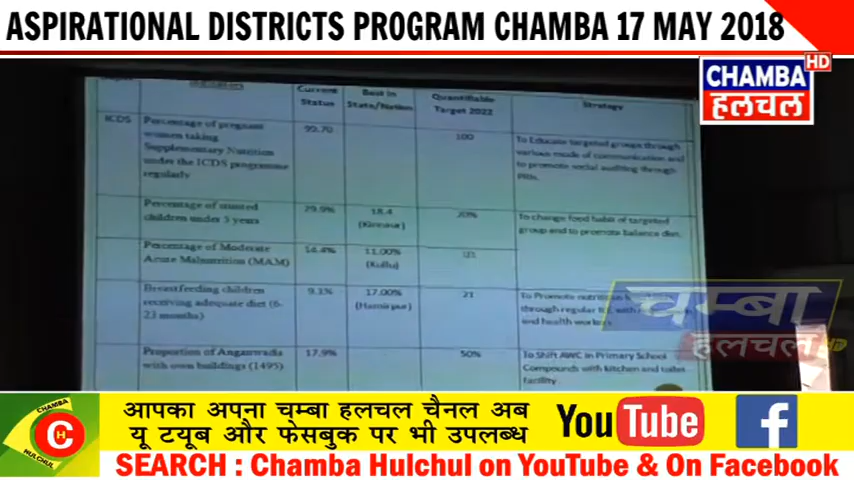 ASPIRATIONAL DISTRICTS PROGRAM CHAMBA 17 MAY 2018
CHAMBA HD
हलचल
Indicators
Current Status
Best in State/Nation
Quantifiable Target 2022
Strategy
ICDS
Percentage of pregnant
women taking
Supplementary Nutrition
under the ICDS programme
regularly
99.70
100
To Educate targeted groups through
various mode of communication and
to promote social auditing through
PRIs.
Percentage of stunted
children under 5 years
29.9%
18.4
(Kinnaur)
20%
To change food habit of targeted
group and to promote balance diet.
Percentage of Moderate
Acute Malnutrition (MAM)
14.4%
11.00%
(Kullu)
Breastfeeding children
receiving adequate diet (6-
23 months)
9.1%
17.00%
(Hamirpur)
21
To Promote
through regular
and health workers
Proportion of Anganwadis
with own buildings (1495)
17.9%
50%
To Shift AWC in Primary School
Compounds with kitchen and toilet
facility
चम्बा
हलचल HD
CHAMBA
CH
HULCHUL
आपका अपना चम्बा हलचल चैनल अब
यू टयूब और फेसबुक पर भी उपलब्ध
YouTube
f
SEARCH : Chamba Hulchul on YouTube & On Facebook